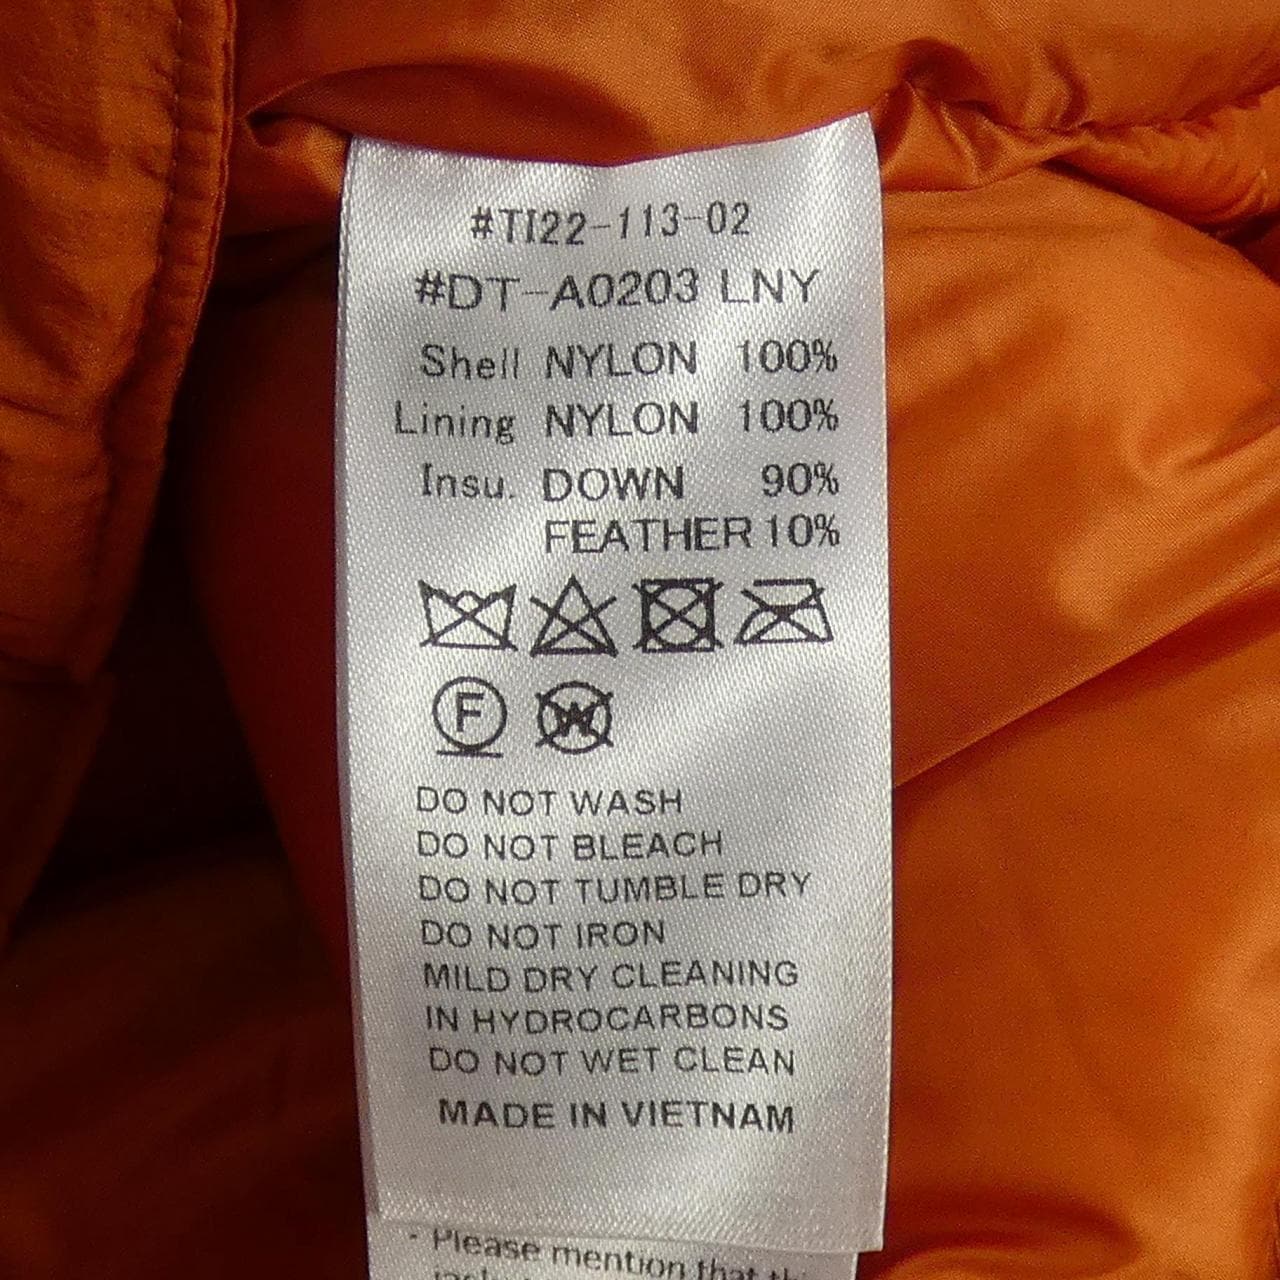 #TI22-113-02
#DT-A0203 LNY
Shell NYLON 100%
Lining NYLON 100%
Insu. DOWN 90%
FEATHER 10%
F W
DO NOT WASH
DO NOT BLEACH
DO NOT TUMBLE DRY
DO NOT IRON
MILD DRY CLEANING
IN HYDROCARBONS
DO NOT WET CLEAN
MADE IN VIETNAM
· Please mention that